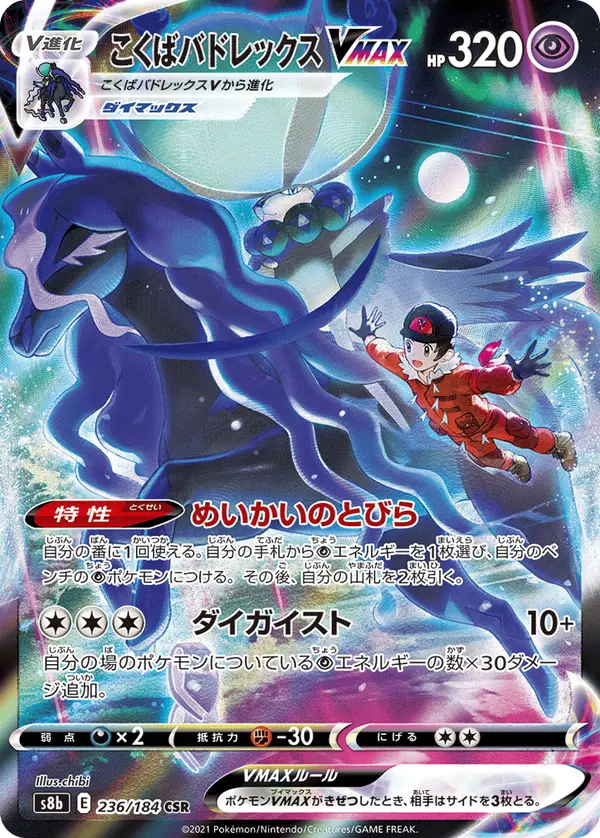 V進化
こくばバドレックスVMAX
HP 320
こくばバドレックスVから進化
ダイマックス
特性 とくせい めいかいのとびら
自分の番に1回使える。自分の手札から超エネルギーを1枚選び、自分のベ
ンチの超ポケモンにつける。その後、自分の山札を2枚引く。
ダイガイスト 10+
自分の場のポケモンについている超エネルギーの数×30ダメー
ジ追加。
弱点 ×2 抵抗力 -30 にげる
Illus.chibi
VMAXルール
s8b E 236/184 CSR
ポケモンVMAXがきぜつしたとき、相手はサイドを3枚とる。
©2021 Pokémon/Nintendo/Creatures/GAME FREAK.